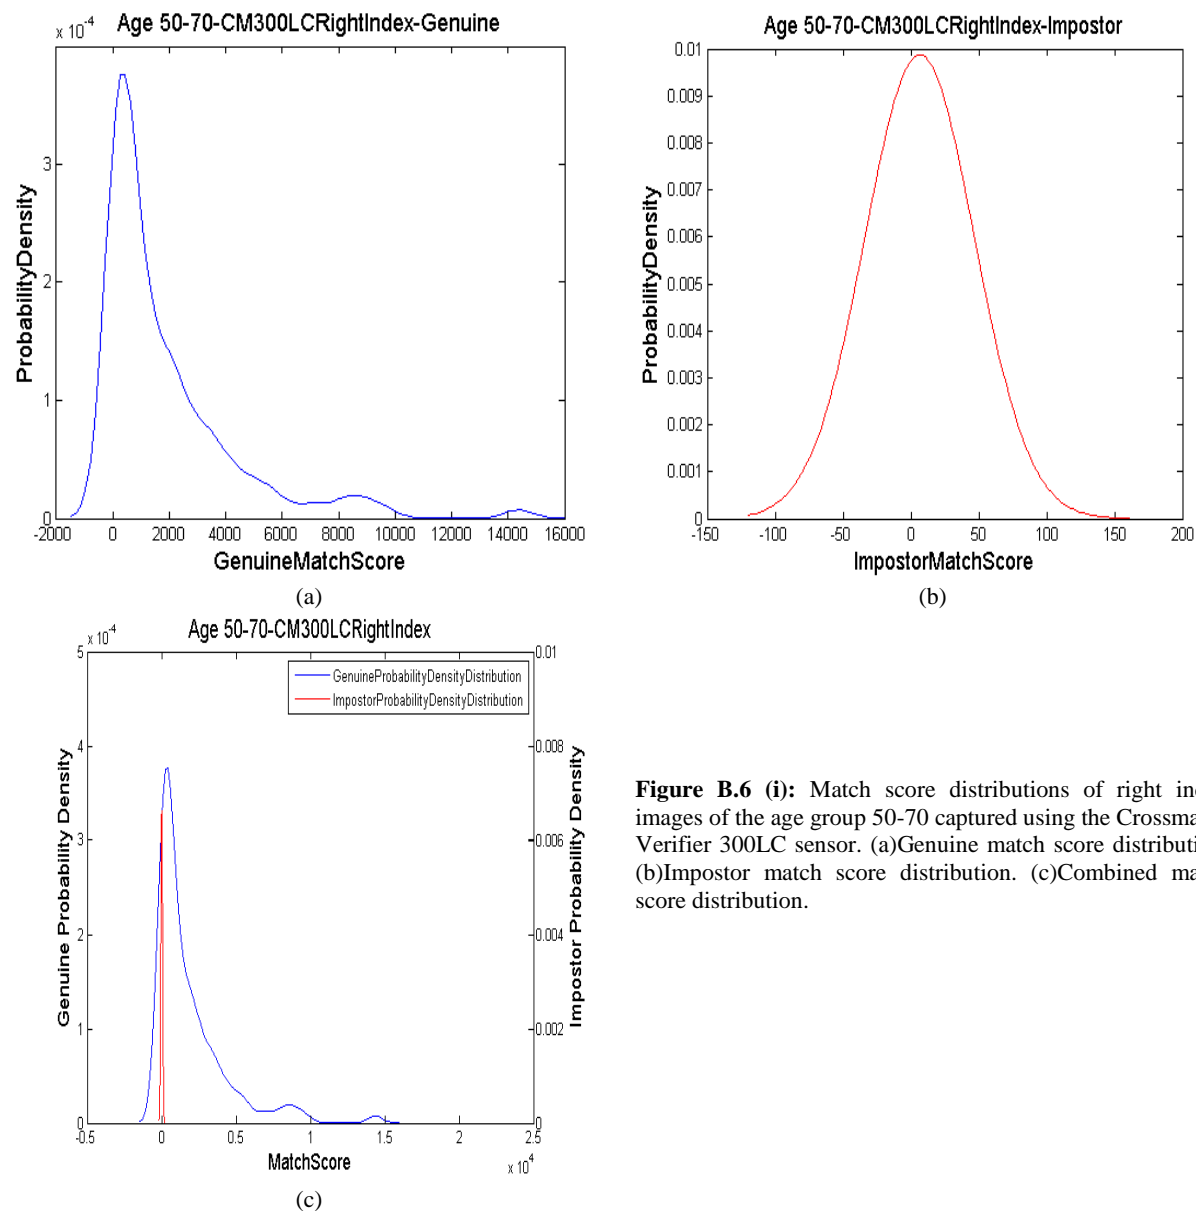 Age 50-70-CM300LCRightIndex-Genuine
x 10⁻⁴
3
2
1
0
ProbabilityDensity
-2000 0 2000 4000 6000 8000 10000 12000 14000 16000
GenuineMatchScore
(a)
Age 50-70-CM300LCRightIndex-Impostor
0.01
0.009
0.008
0.007
0.006
0.005
0.004
0.003
0.002
0.001
0
ProbabilityDensity
-150 -100 -50 0 50 100 150 200
ImpostorMatchScore
(b)
Age 50-70-CM300LCRightIndex
x 10⁻⁴
5
4
3
2
1
0
Genuine Probability Density
GenuineProbabilityDensityDistribution
ImpostorProbabilityDensityDistribution
0.01
0.008
0.006
0.004
0.002
0
Impostor Probability Density
-0.5 0 0.5 1 1.5 2 2.5
x 10⁴
MatchScore
(c)
Figure B.6 (i): Match score distributions of right in
images of the age group 50-70 captured using the Crossma
Verifier 300LC sensor. (a)Genuine match score distributi
(b)Impostor match score distribution. (c)Combined ma
score distribution.